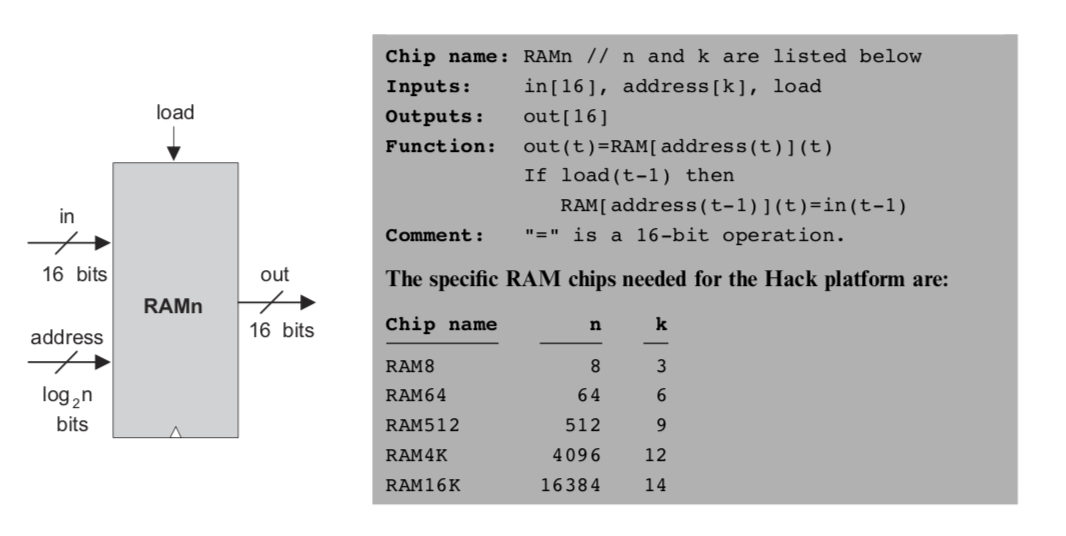 load
in
16 bits
address
log2n
bits
RAMn
out
16 bits
Chip name: RAMn // n and k are listed below
Inputs: in[16], address[k], load
Outputs: out[16]
Function: out(t)=RAM[address(t)](t)
If load(t-1) then
RAM[address(t-1)](t)=in(t-1)
Comment: "=" is a 16-bit operation.
The specific RAM chips needed for the Hack platform are:
Chip name n k
RAM8 8 3
RAM64 64 6
RAM512 512 9
RAM4K 4096 12
RAM16K 16384 14